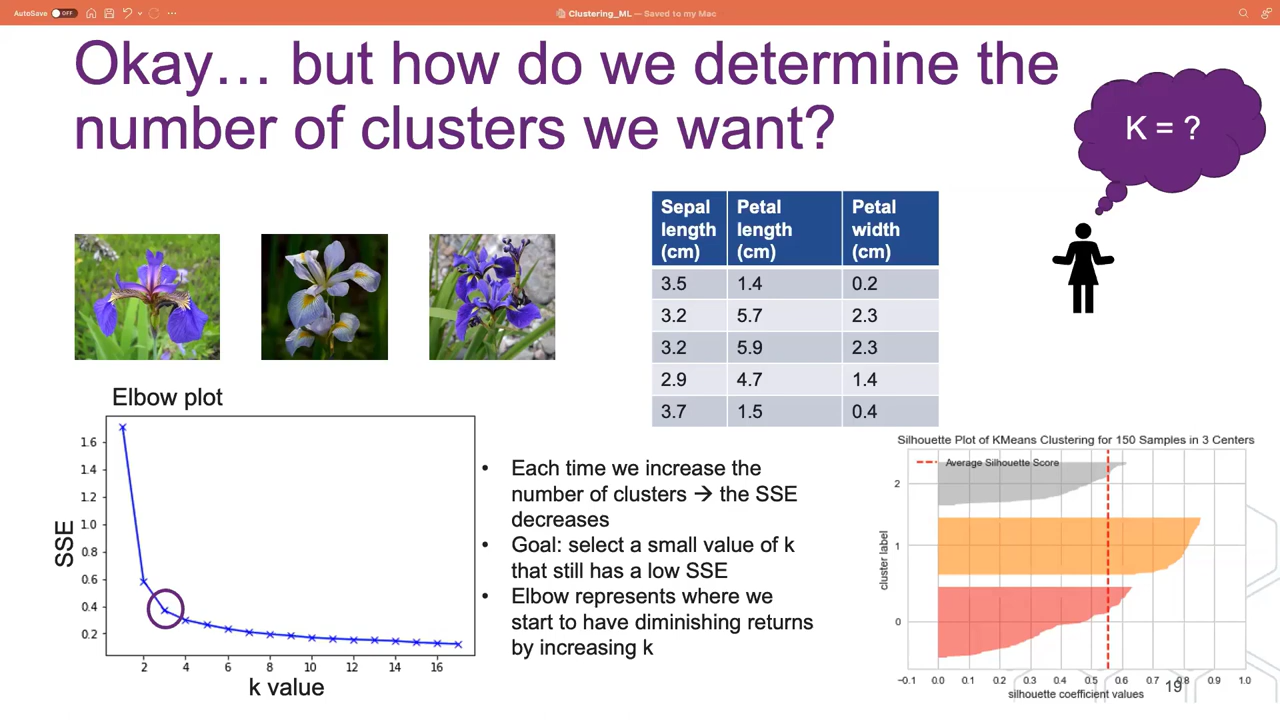 AutoSave OFF
Clustering_ML — Saved to my Mac
Okay... but how do we determine the
number of clusters we want?
K = ?
Sepal length (cm) Petal length (cm) Petal width (cm)
3.5 1.4 0.2
3.2 5.7 2.3
3.2 5.9 2.3
2.9 4.7 1.4
3.7 1.5 0.4
Elbow plot
SSE
1.6
1.4
1.2
1.0
0.8
0.6
0.4
0.2
2 4 6 8 10 12 14 16
k value
• Each time we increase the
number of clusters → the SSE
decreases
• Goal: select a small value of k
that still has a low SSE
• Elbow represents where we
start to have diminishing returns
by increasing k
Silhouette Plot of KMeans Clustering for 150 Samples in 3 Centers
Average Silhouette Score
cluster label
2
1
0
−0.1 0.0 0.1 0.2 0.3 0.4 0.5 0.6 0.7 0.8 0.9 1.0
silhouette coefficient values
19